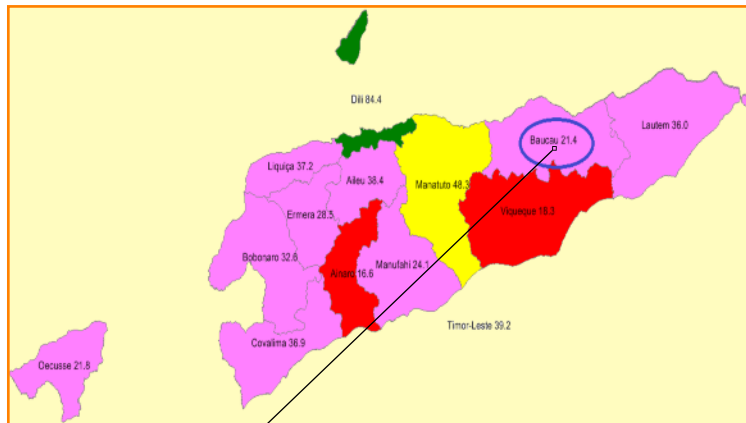 Dili 84.4
Lautem 36.0
Baucau 21.4
Liquiça 37.2
Aileu 38.4
Manatuto 48.3
Ermera 28.5
Viqueque 18.3
Bobonaro 32.6
Ainaro 16.6
Manufahi 24.1
Timor-Leste 39.2
Covalima 36.9
Oecusse 21.8